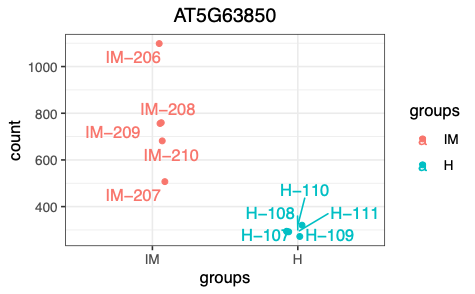 AT5G63850
count
1000
800
600
400
IM−206
IM−208
IM−209
IM−210
IM−207
H−110
H−108
H−111
H−107
H−109
IM
H
groups
groups
a IM
a H